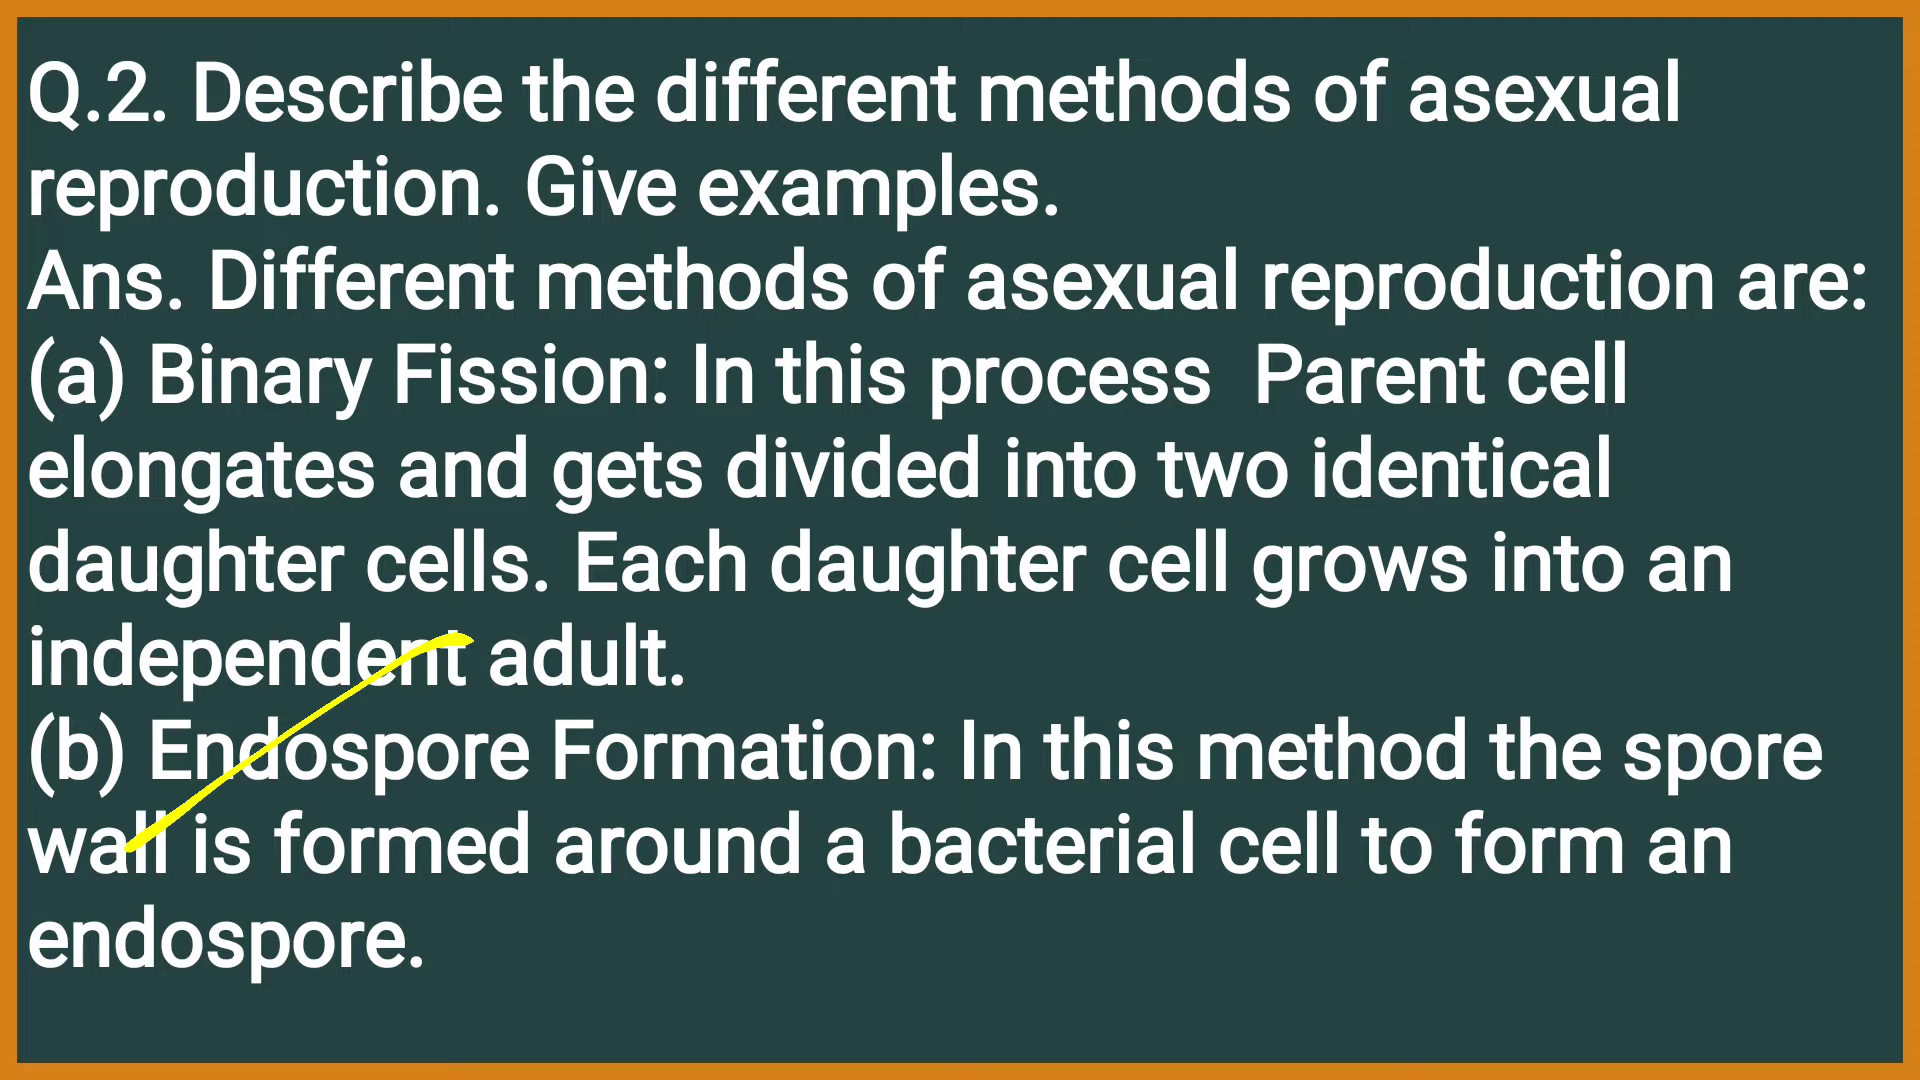 Q.2. Describe the different methods of asexual
reproduction. Give examples.
Ans. Different methods of asexual reproduction are:
(a) Binary Fission: In this process  Parent cell
elongates and gets divided into two identical
daughter cells. Each daughter cell grows into an
independent adult.
(b) Endospore Formation: In this method the spore
wall is formed around a bacterial cell to form an
endospore.